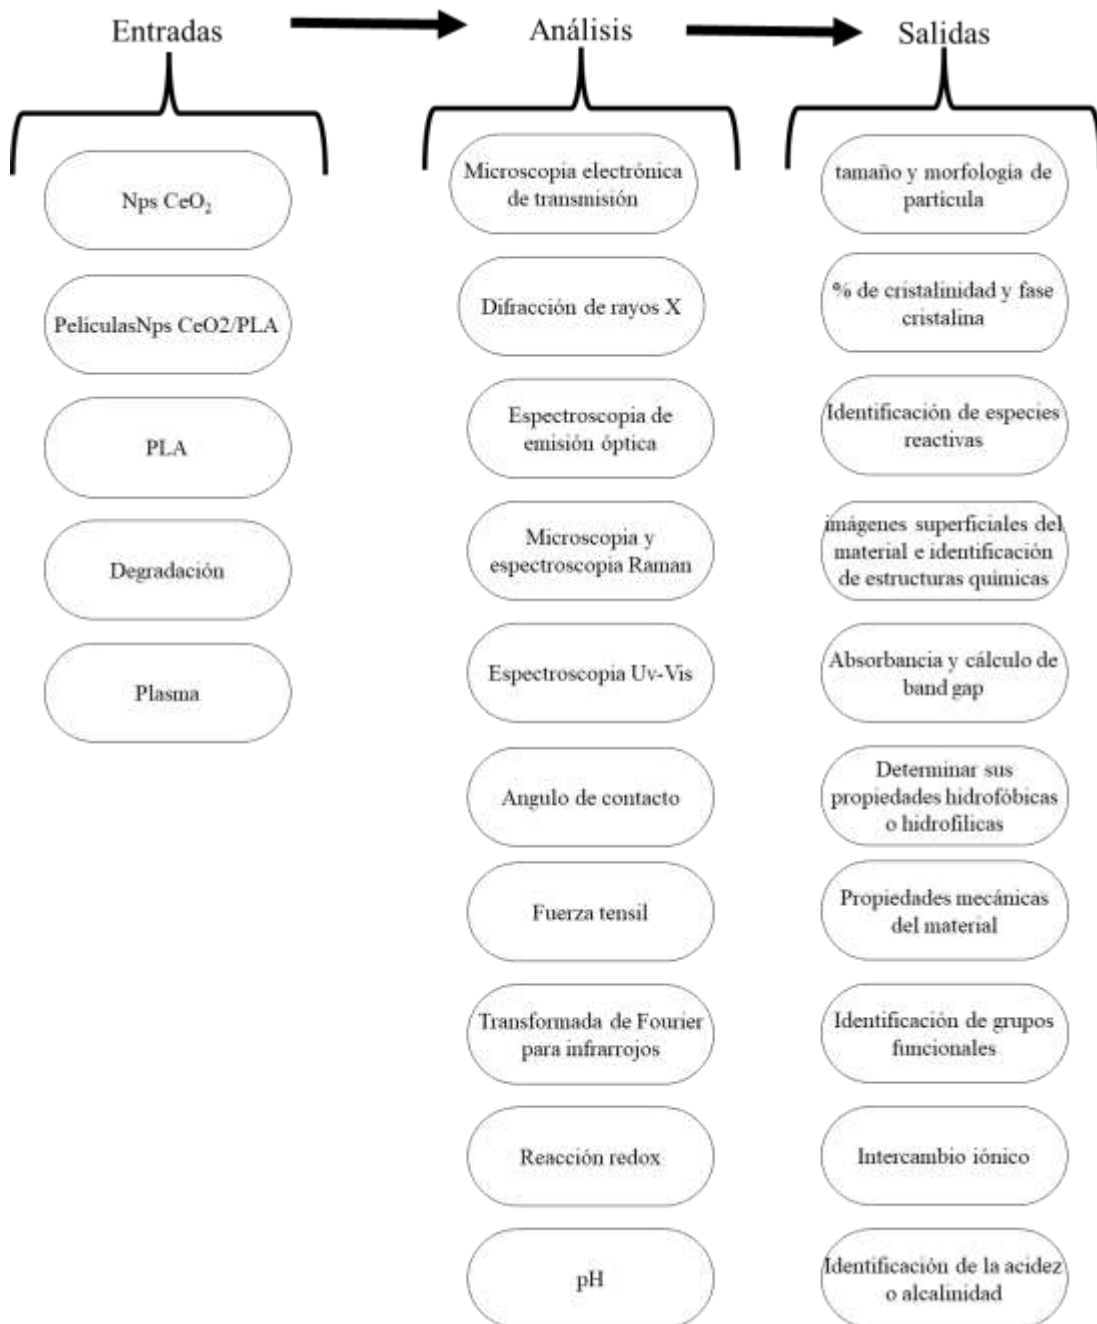 Entradas
Análisis
Salidas
Nps CeO₂
PelículasNps CeO2/PLA
PLA
Degradación
Plasma
Microscopia electrónica
de transmisión
Difracción de rayos X
Espectroscopia de
emisión óptica
Microscopia y
espectroscopia Raman
Espectroscopia Uv-Vis
Angulo de contacto
Fuerza tensil
Transformada de Fourier
para infrarrojos
Reacción redox
pH
tamaño y morfología de
partícula
% de cristalinidad y fase
cristalina
Identificación de especies
reactivas
imágenes superficiales del
material e identificación
de estructuras químicas
Absorbancia y cálculo de
band gap
Determinar sus
propiedades hidrofóbicas
o hidrofílicas
Propiedades mecánicas
del material
Identificación de grupos
funcionales
Intercambio iónico
Identificación de la acidez
o alcalinidad